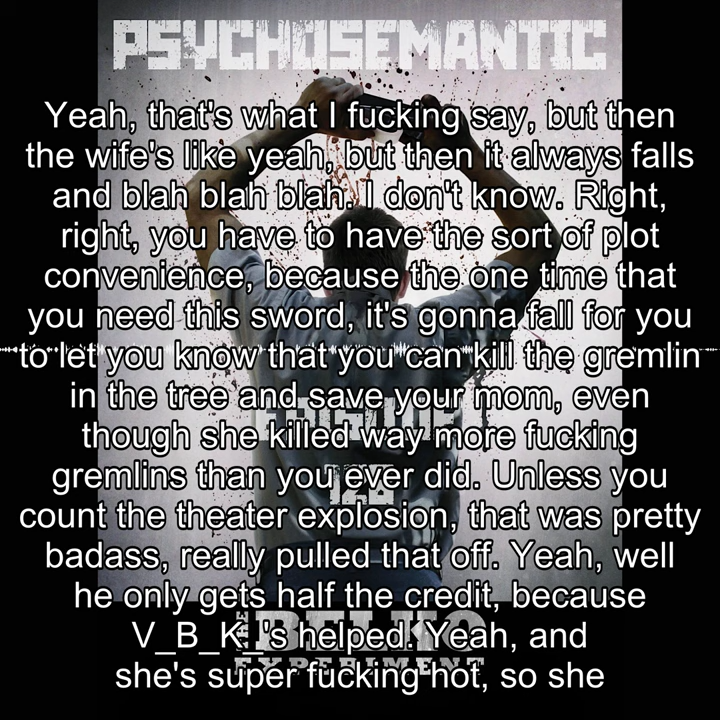 PSYCHOSEMANTIC
Yeah, that's what I fucking say, but then
the wife's like yeah, but then it always falls
and blah blah blah. I don't know. Right,
right, you have to have the sort of plot
convenience, because the one time that
you need this sword, it's gonna fall for you
to let you know that you can kill the gremlin
in the tree and save your mom, even
though she killed way more fucking
gremlins than you ever did. Unless you
count the theater explosion, that was pretty
badass, really pulled that off. Yeah, well
he only gets half the credit, because
V_B_K_'s helped. Yeah, and
she's super fucking hot, so she
THE BELKO
EXPERIMENT